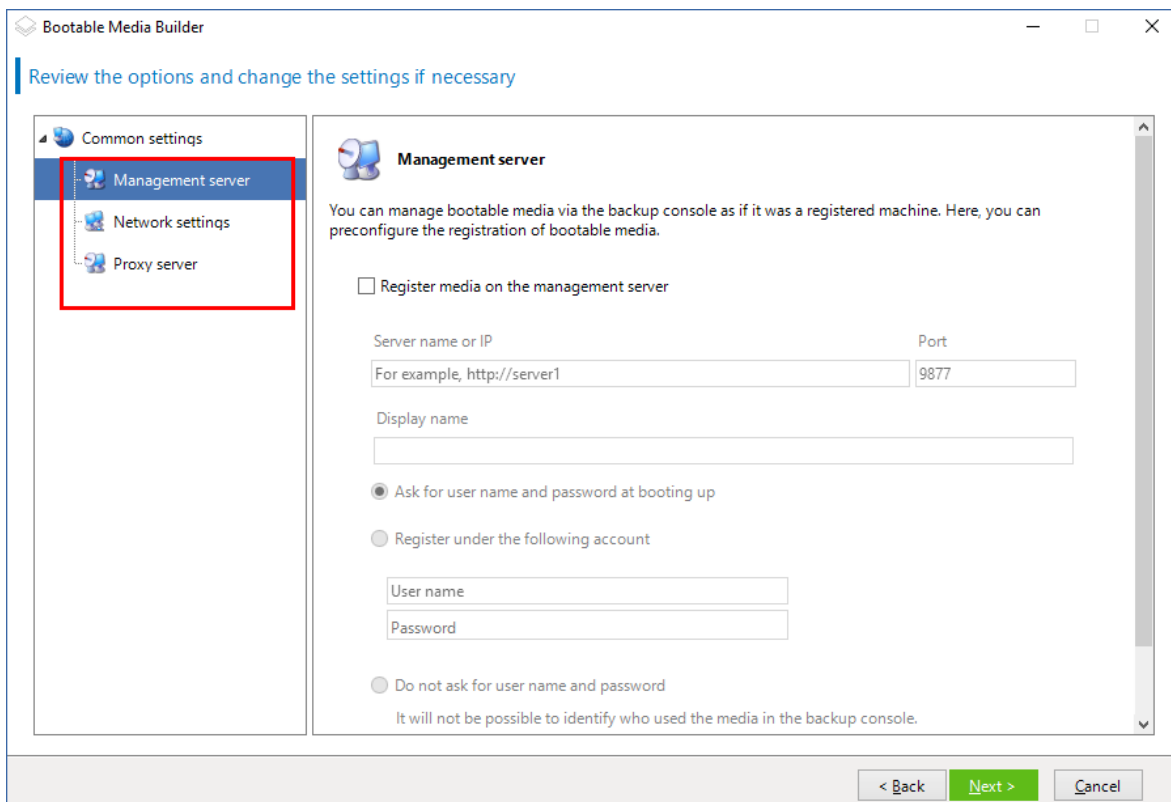 Bootable Media Builder
Review the options and change the settings if necessary
Common settings
Management server
Network settings
Proxy server
Management server
You can manage bootable media via the backup console as if it was a registered machine. Here, you can
preconfigure the registration of bootable media.
Register media on the management server
Server name or IP
Port
For example, http://server1
9877
Display name
Ask for user name and password at booting up
Register under the following account
User name
Password
Do not ask for user name and password
It will not be possible to identify who used the media in the backup console.
< Back
Next >
Cancel